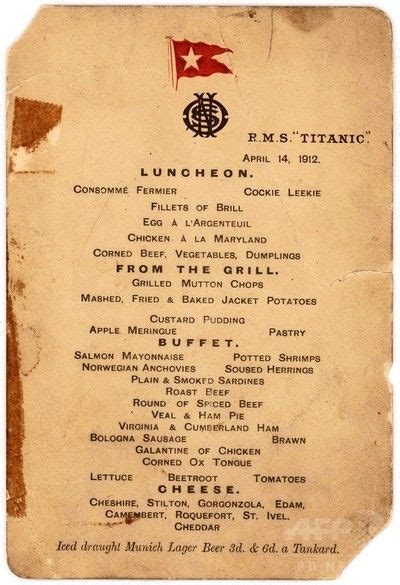 R.M.S. "TITANIC."
APRIL 14, 1912.
LUNCHEON.
CONSOMMÉ FERMIER COCKIE LEEKIE
FILLETS OF BRILL
EGG À L'ARGENTEUIL
CHICKEN À LA MARYLAND
CORNED BEEF, VEGETABLES, DUMPLINGS
FROM THE GRILL.
GRILLED MUTTON CHOPS
MASHED, FRIED & BAKED JACKET POTATOES
CUSTARD PUDDING
APPLE MERINGUE PASTRY
BUFFET.
SALMON MAYONNAISE POTTED SHRIMPS
NORWEGIAN ANCHOVIES SOUSED HERRINGS
PLAIN & SMOKED SARDINES
ROAST BEEF
ROUND OF SPICED BEEF
VEAL & HAM PIE
VIRGINIA & CUMBERLAND HAM
BOLOGNA SAUSAGE BRAWN
GALANTINE OF CHICKEN
CORNED OX TONGUE
LETTUCE BEETROOT TOMATOES
CHEESE.
CHESHIRE, STILTON, GORGONZOLA, EDAM,
CAMEMBERT, ROQUEFORT, ST. IVEL.
CHEDDAR
Iced draught Munich Lager Beer 3d. & 6d. a Tankard.